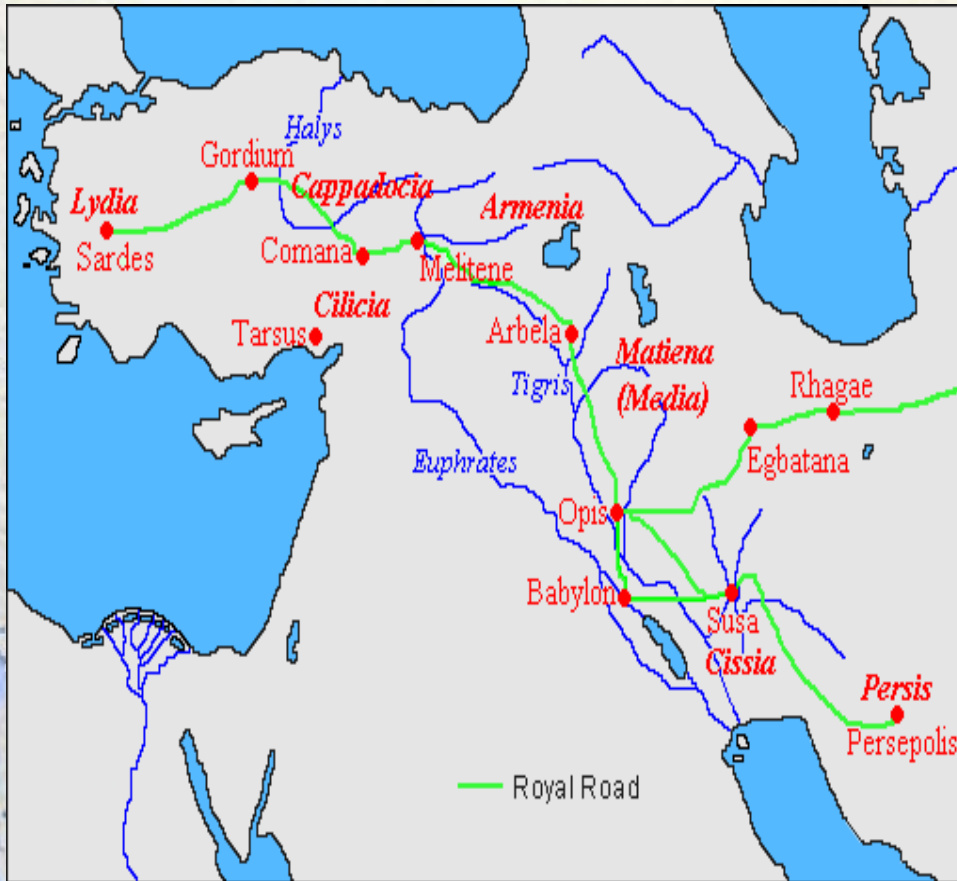 Halys
Gordium
Cappadocia
Lydia
Armenia
Sardes
Comana
Melitene
Cilicia
Tarsus
Arbela
Matiena
(Media)
Tigris
Rhagae
Euphrates
Egbatana
Opis
Babylon
Susa
Cissia
Persis
Persepolis
Royal Road